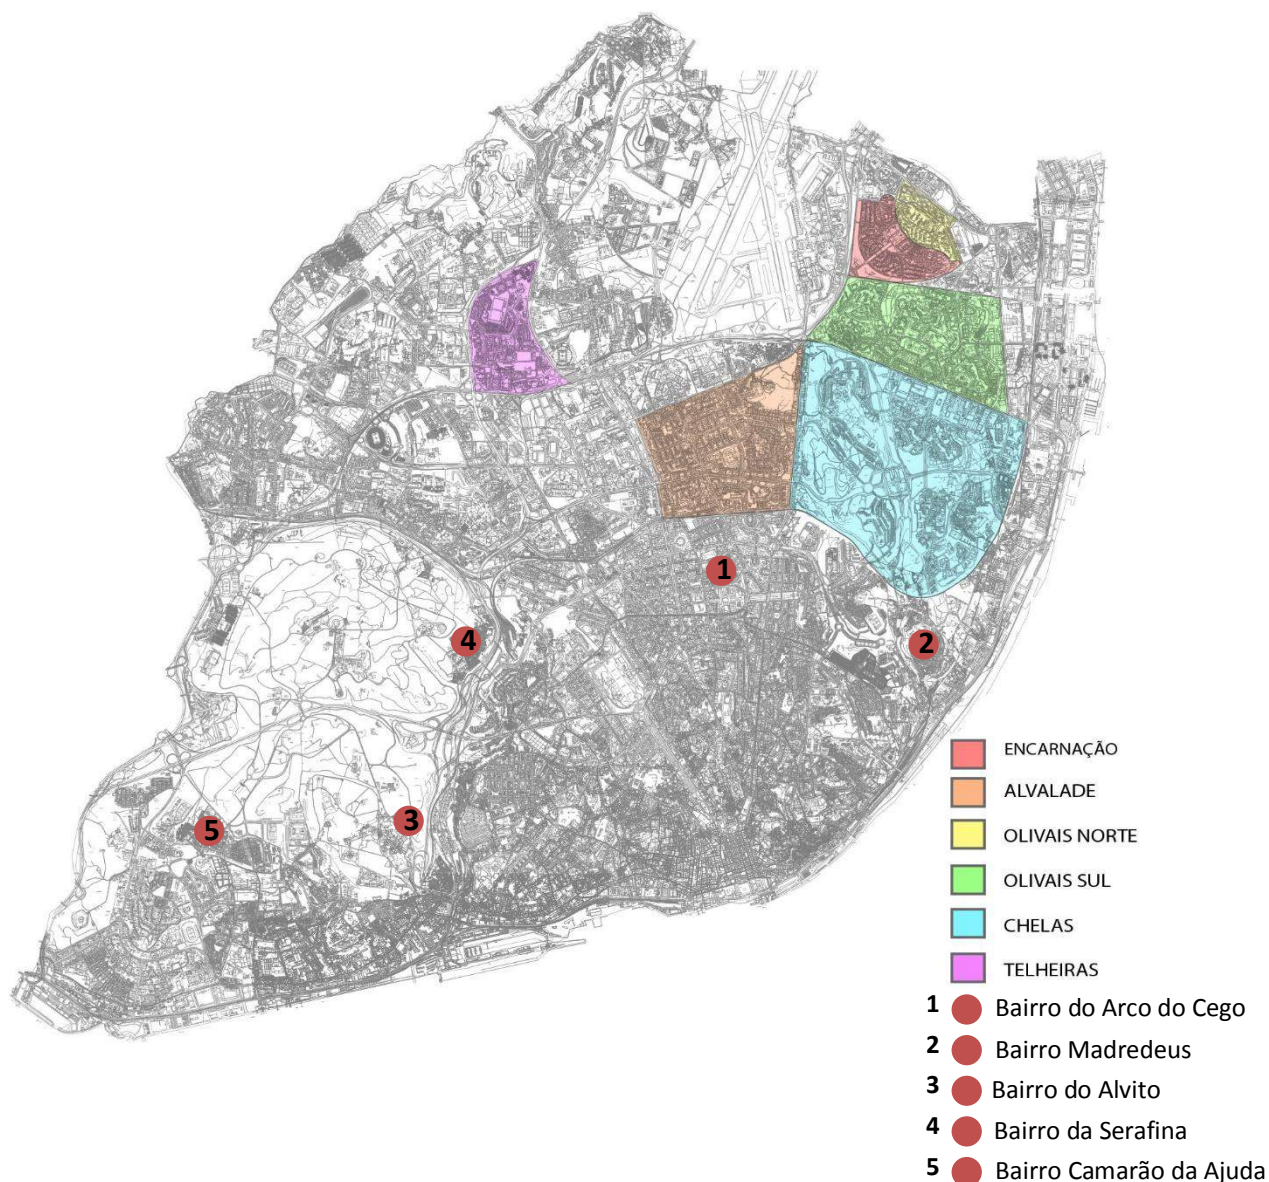 1
2
4
3
5
ENCARNAÇÃO
ALVALADE
OLIVAIS NORTE
OLIVAIS SUL
CHELAS
TELHEIRAS
1 Bairro do Arco do Cego
2 Bairro Madredeus
3 Bairro do Alvito
4 Bairro da Serafina
5 Bairro Camarão da Ajuda